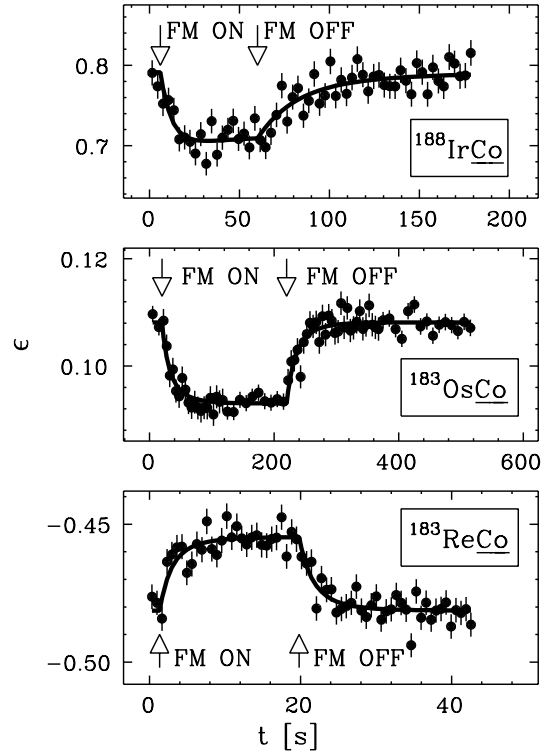 FM ON FM OFF
0.8
0.7
¹⁸⁸IrCo
0 50 100 150 200
0.12
FM ON FM OFF
ϵ
0.10
¹⁸³OsCo
0 200 400 600
−0.45
¹⁸³ReCo
FM ON FM OFF
−0.50
0 20 40
t [s]